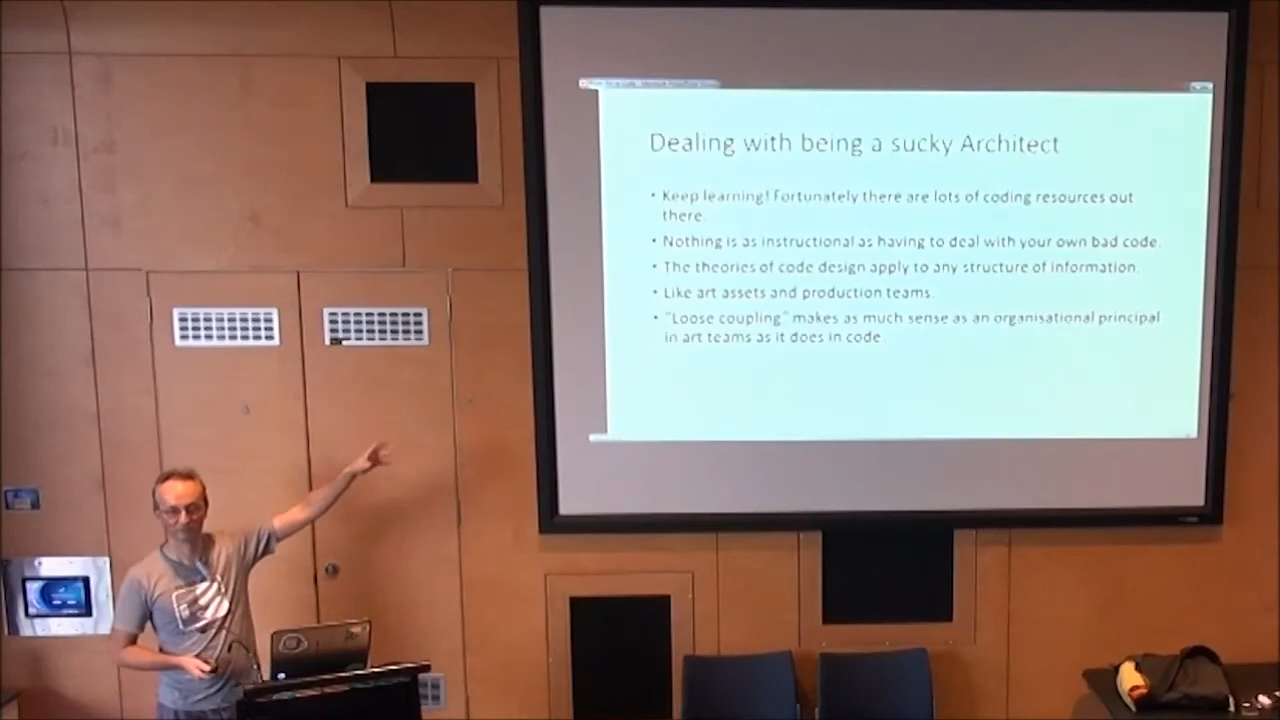 Dealing with being a sucky Architect
• Keep learning! Fortunately there are lots of coding resources out
there.
• Nothing is as instructional as having to deal with your own bad code.
• The theories of code design apply to any structure of information.
• Like art assets and production teams.
• "Loose coupling" makes as much sense as an organisational principal
in art teams as it does in code.